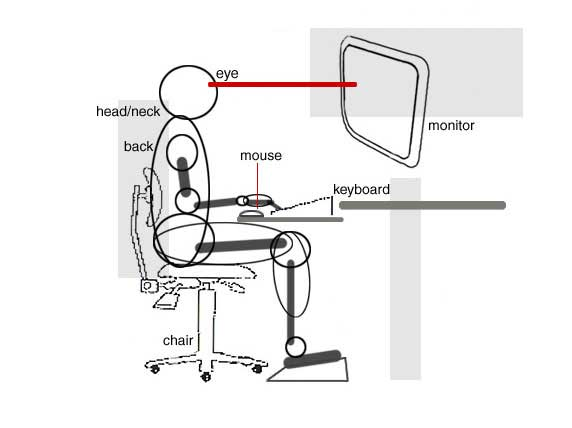 eye
head/neck
monitor
back
mouse
keyboard
chair